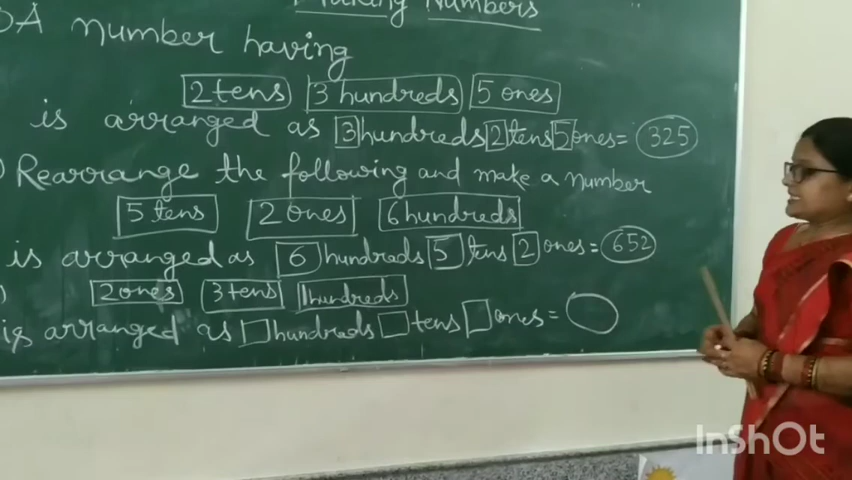 Making Numbers
A number having
2 tens 3 hundreds 5 ones
is arranged as 3 hundreds 2 tens 5 ones = 325
) Rearrange the following and make a number
5 tens 2 ones 6 hundreds
is arranged as 6 hundreds 5 tens 2 ones = 652
) 2 ones 3 tens 1 hundreds
is arranged as hundreds tens ones =
InShOt